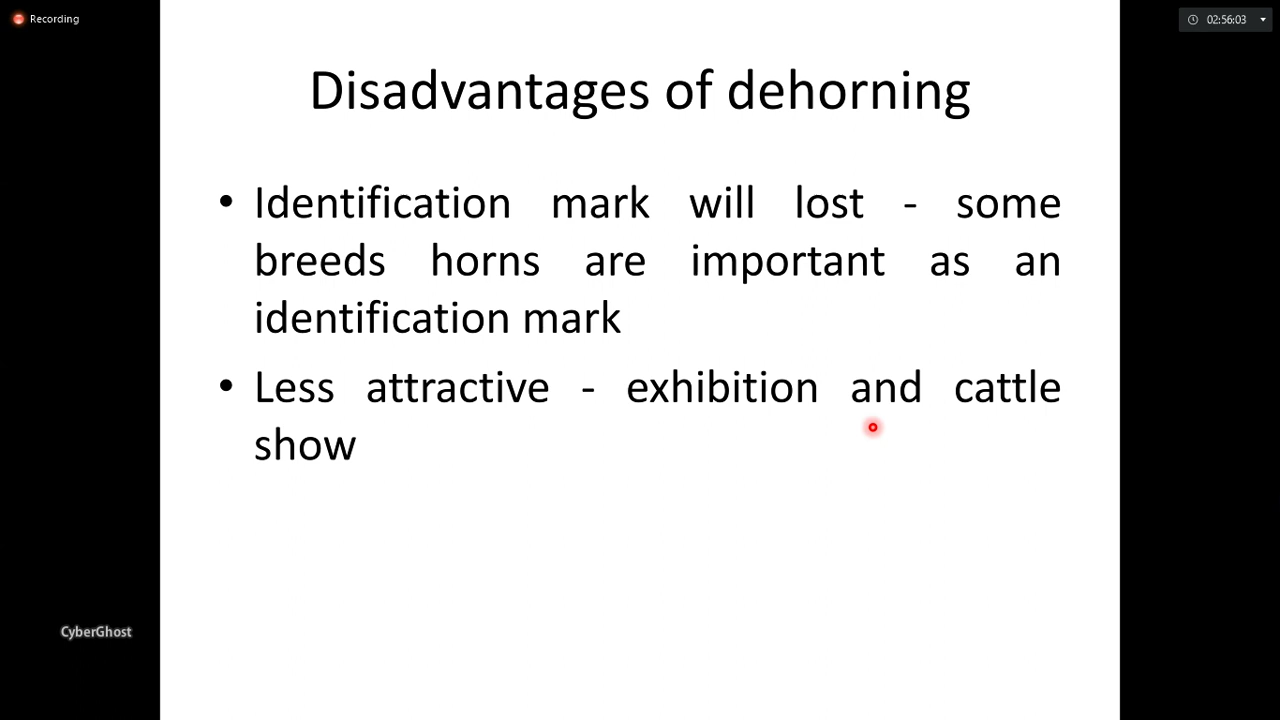 Recording
02:56:03
Disadvantages of dehorning
• Identification mark will lost - some
breeds horns are important as an
identification mark
• Less attractive - exhibition and cattle
show
CyberGhost